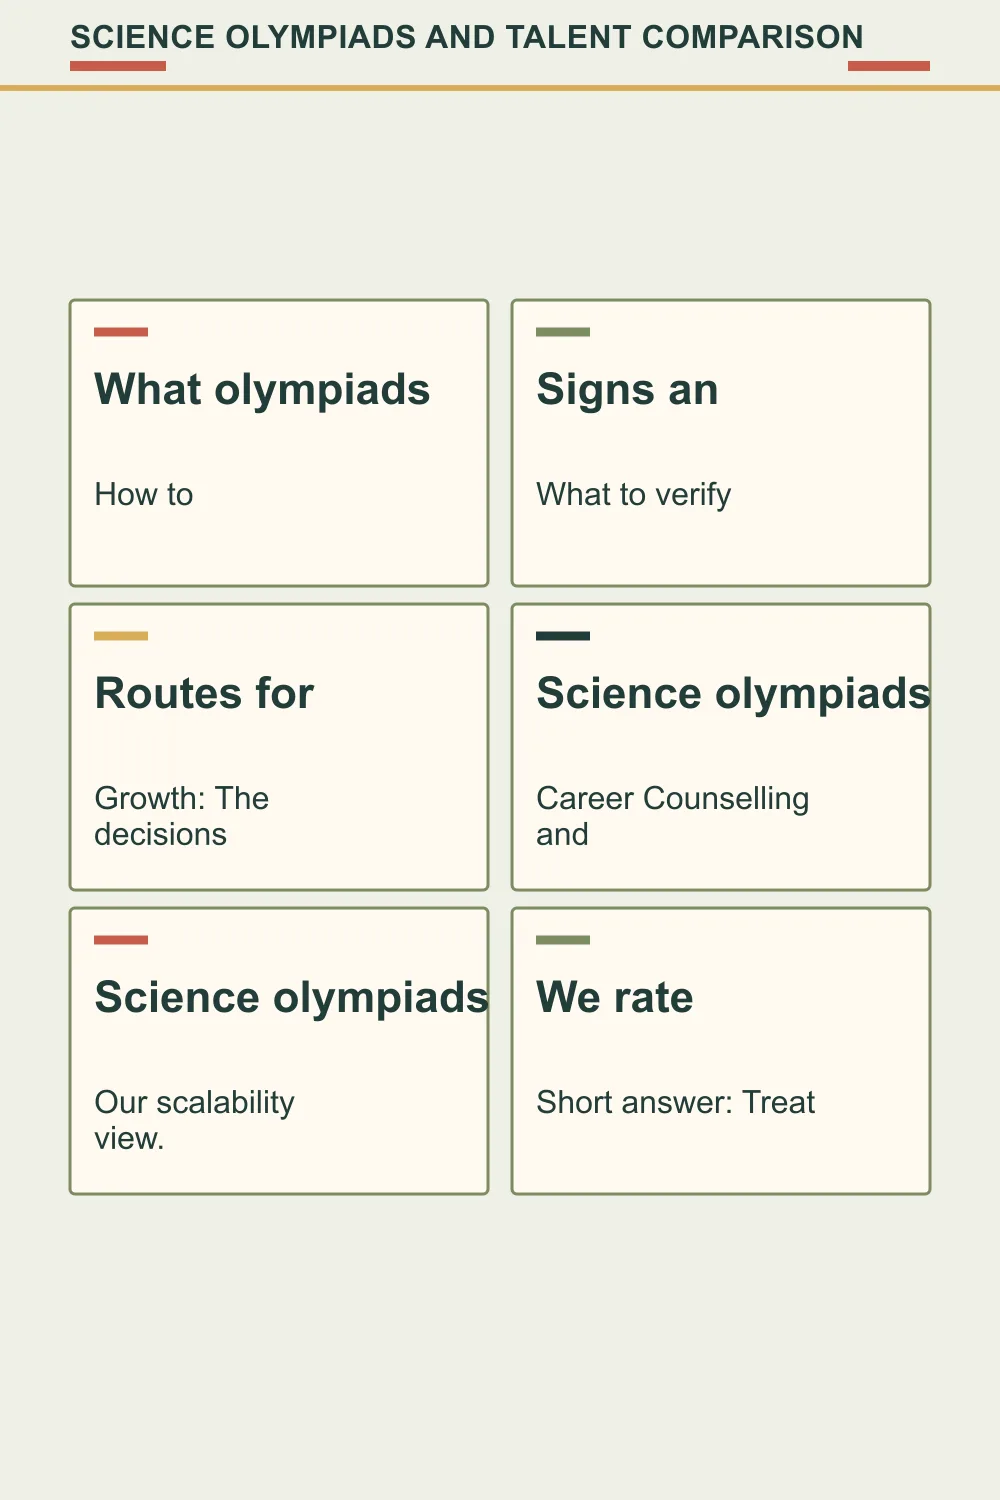 SCIENCE OLYMPIADS AND TALENT COMPARISON
What olympiads
How to
Signs an
What to verify
Routes for
Growth: The
decisions
Science olympiads
Career Counselling
and
Science olympiads
Our scalability
view.
We rate
Short answer: Treat